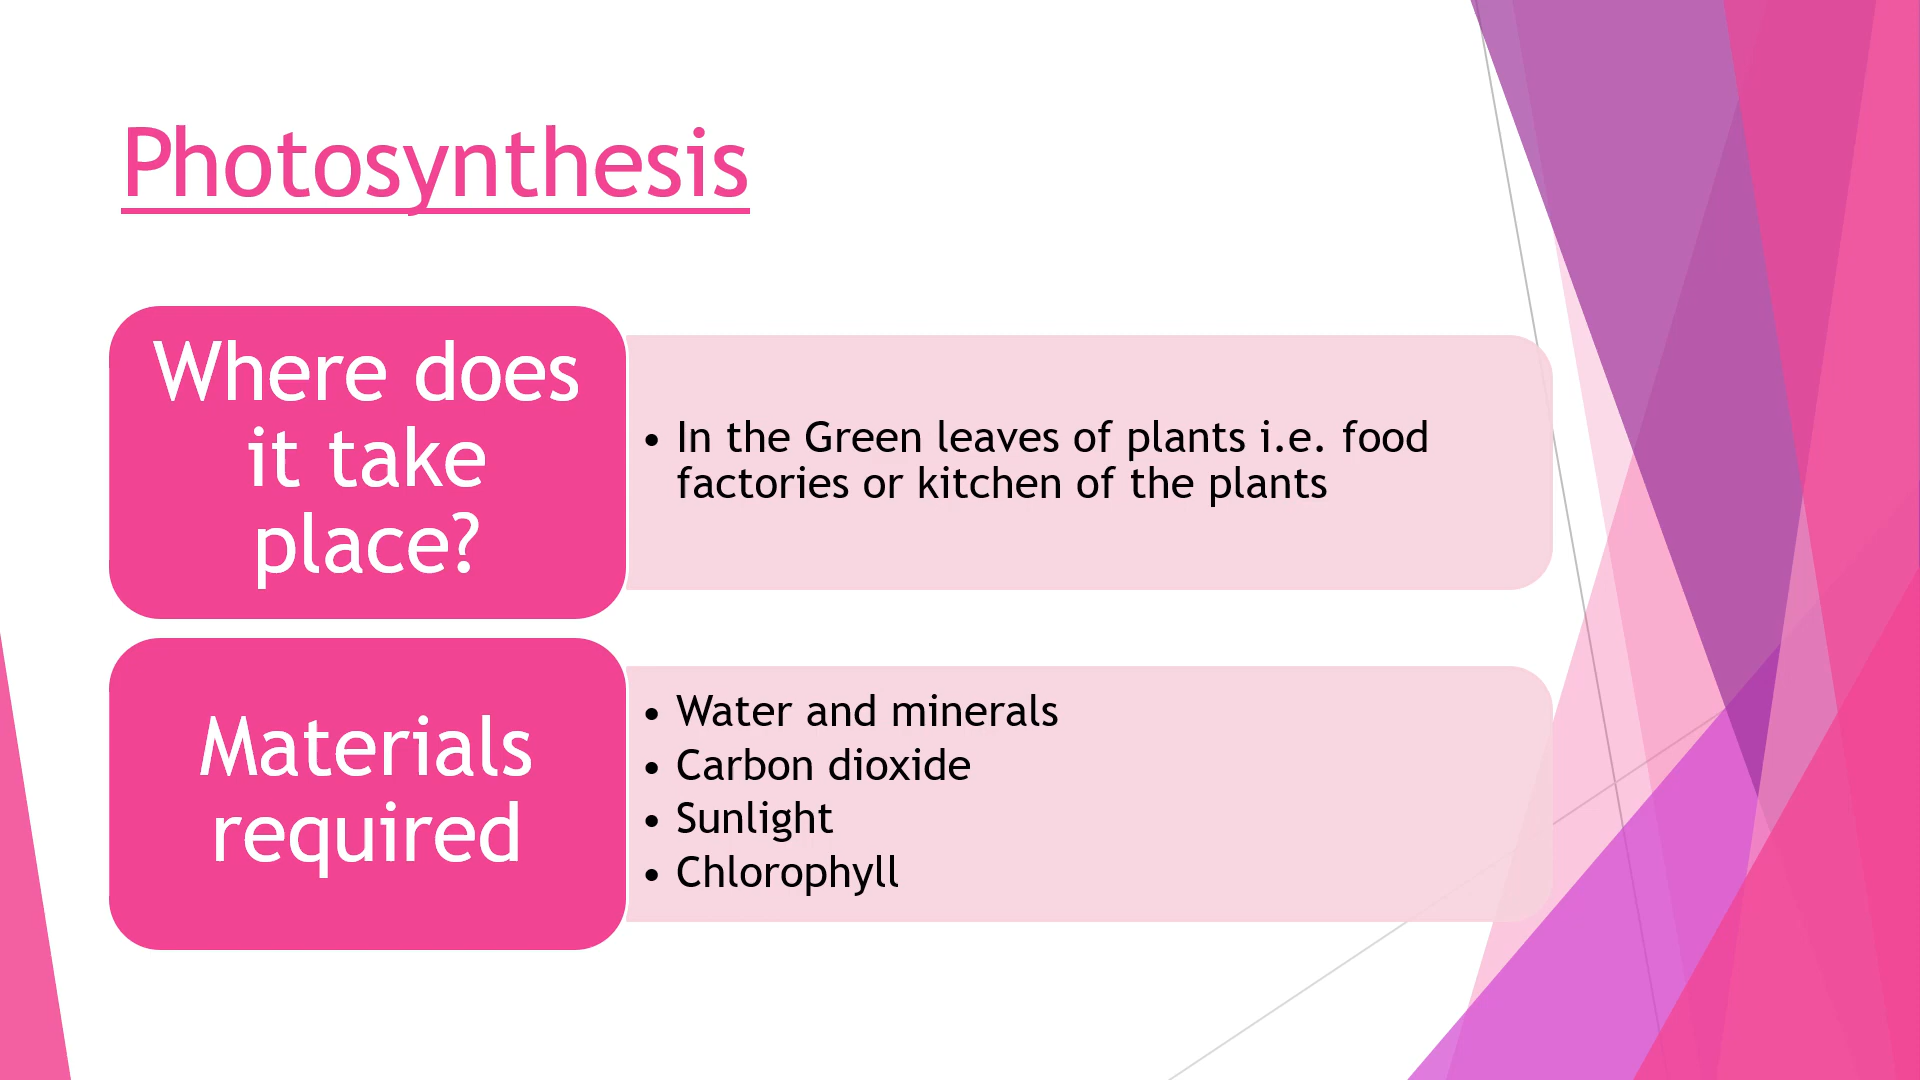 Photosynthesis
Where does
it take
place?
• In the Green leaves of plants i.e. food
factories or kitchen of the plants
Materials
required
• Water and minerals
• Carbon dioxide
• Sunlight
• Chlorophyll